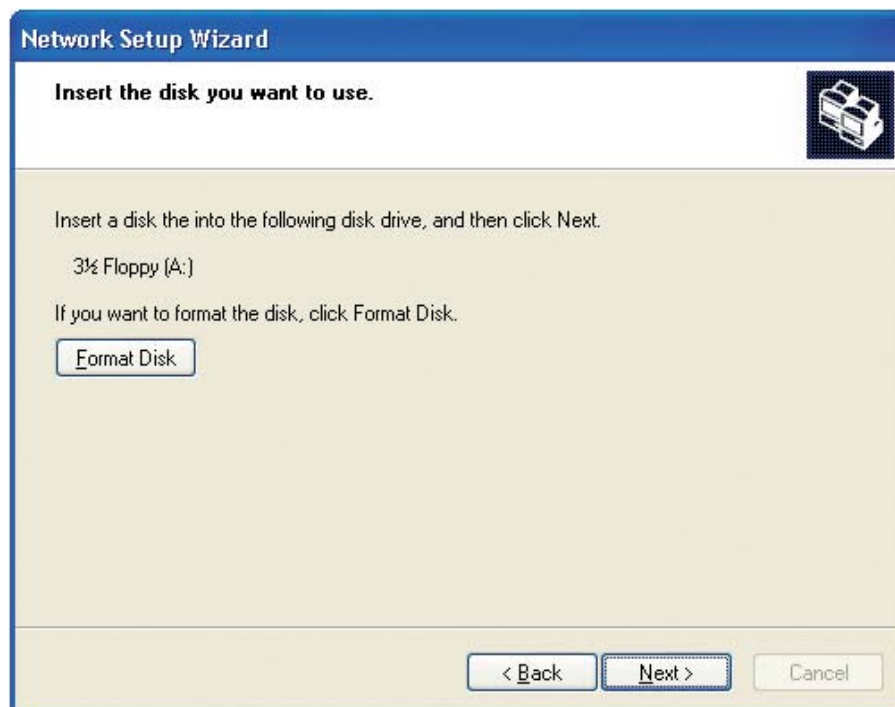 Network Setup Wizard
Insert the disk you want to use.
Insert a disk the into the following disk drive, and then click Next.
3½ Floppy (A:)
If you want to format the disk, click Format Disk.
Format Disk
< Back Next > Cancel